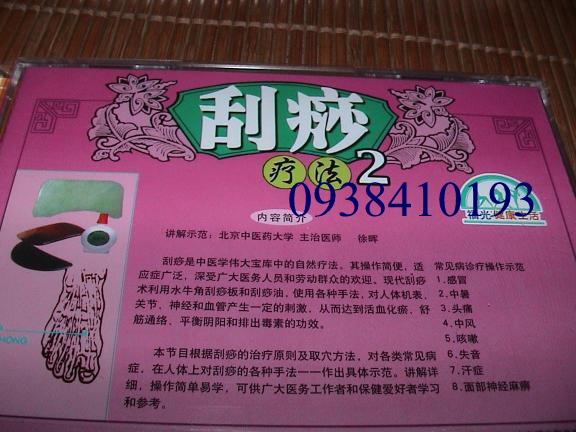 刮痧
疗法2
0938410193
福光·健康生活
内容简介
讲解示范：北京中医药大学 主治医师 徐晖
刮痧是中医学伟大宝库中的自然疗法。其操作简便，适
应症广泛，深受广大医务人员和劳动群众的欢迎。现代刮痧
术利用水牛角刮痧板和刮痧油，使用各种手法，对人体机表、
关节、神经和血管产生一定的刺激，从而达到活血化瘀、舒
筋通络、平衡阴阳和排出毒素的功效。
本节目根据刮痧的治疗原则及取穴方法，对各类常见病
症，在人体上对刮痧的各种手法一一作出具体示范。讲解详
细，操作简单易学，可供广大医务工作者和保健爱好者学习
和参考。
常见病诊疗操作示范
1.感冒
2.中暑
3.头痛
4.中风
5.咳嗽
6.失音
7.汗症
8.面部神经麻痹
HONG